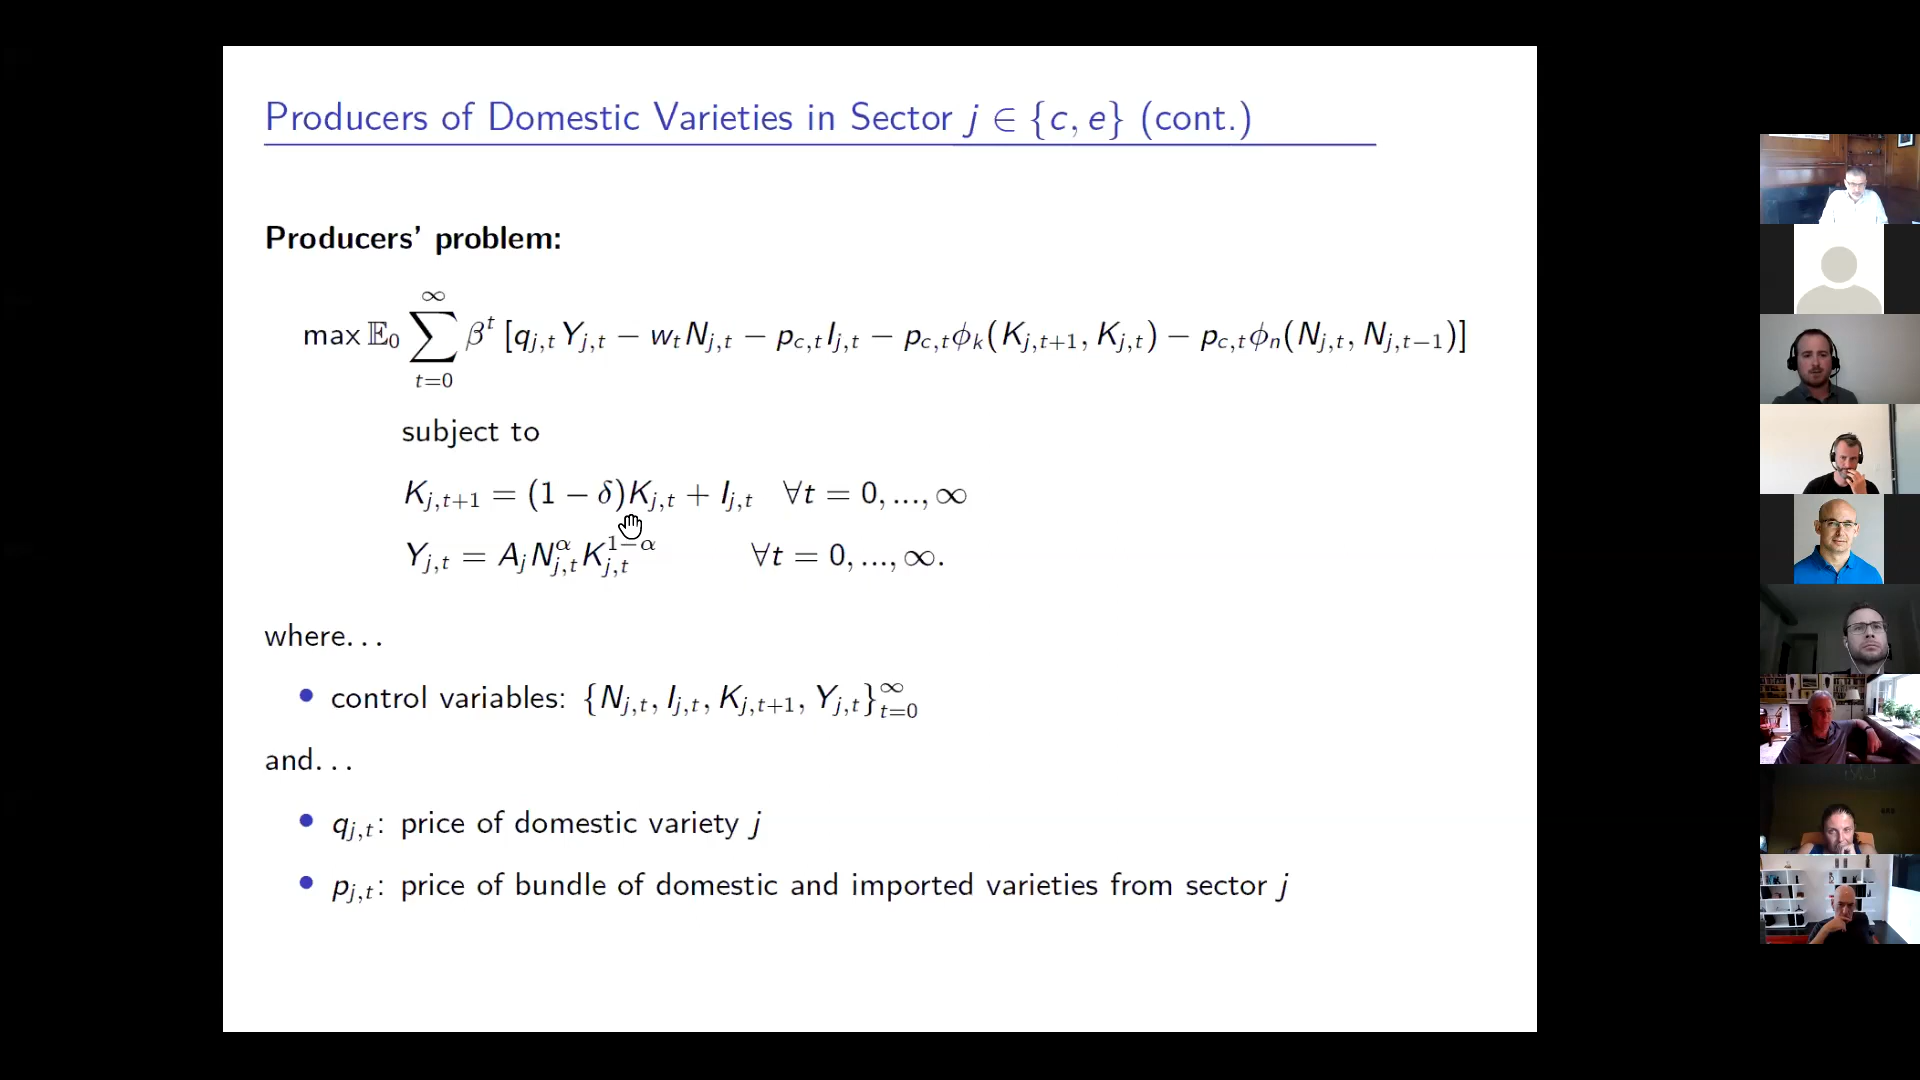 Producers of Domestic Varieties in Sector j ∈ {c, e} (cont.)
Producers' problem:
max 𝔼₀ ∑_{t=0}^{∞} β^t [q_{j,t} Y_{j,t} − w_t N_{j,t} − p_{c,t} I_{j,t} − p_{c,t} ϕ_k(K_{j,t+1}, K_{j,t}) − p_{c,t} ϕ_n(N_{j,t}, N_{j,t−1})]
subject to
K_{j,t+1} = (1 − δ)K_{j,t} + I_{j,t} ∀t = 0, ..., ∞
Y_{j,t} = A_j N_{j,t}^{α} K_{j,t}^{1−α} ∀t = 0, ..., ∞.
where...
• control variables: {N_{j,t}, I_{j,t}, K_{j,t+1}, Y_{j,t}}_{t=0}^{∞}
and...
• q_{j,t}: price of domestic variety j
• p_{j,t}: price of bundle of domestic and imported varieties from sector j